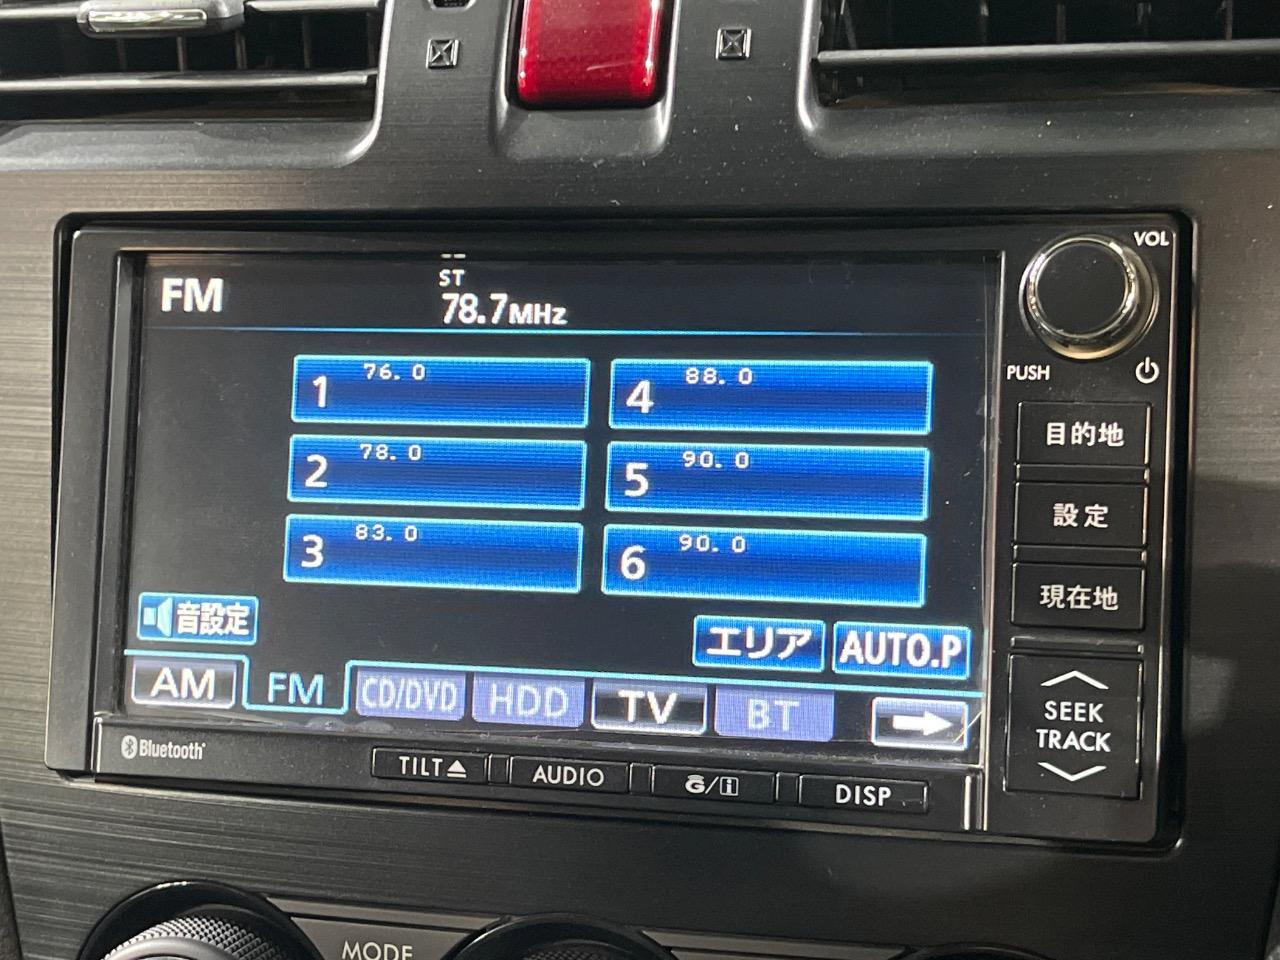 VOL
ST
FM
78.7MHz
PUSH
1 76.0
4 88.0
2 78.0
5 90.0
3 83.0
6 90.0
目的地
設定
現在地
音設定
エリア
AUTO.P
AM
FM
CD/DVD
HDD
TV
BT
SEEK
TRACK
Bluetooth
TILT
AUDIO
G/i
DISP
MODE